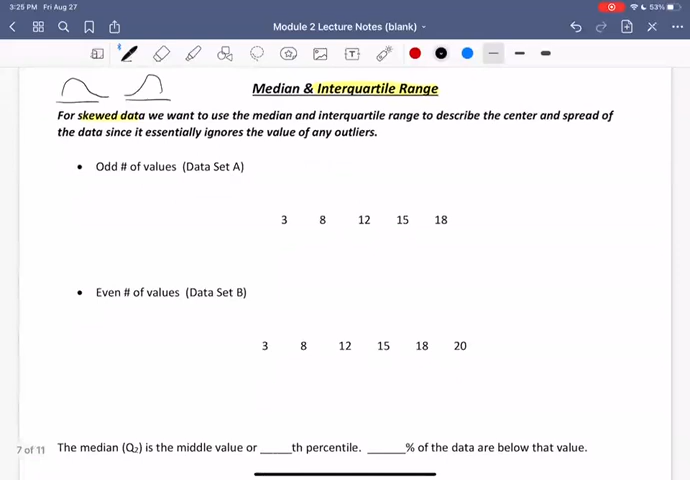 3:25 PM Fri Aug 27
53%
Module 2 Lecture Notes (blank)
Median & Interquartile Range
For skewed data we want to use the median and interquartile range to describe the center and spread of
the data since it essentially ignores the value of any outliers.
• Odd # of values (Data Set A)
3 8 12 15 18
• Even # of values (Data Set B)
3 8 12 15 18 20
7 of 11
The median (Q₂) is the middle value or _____th percentile. ______% of the data are below that value.